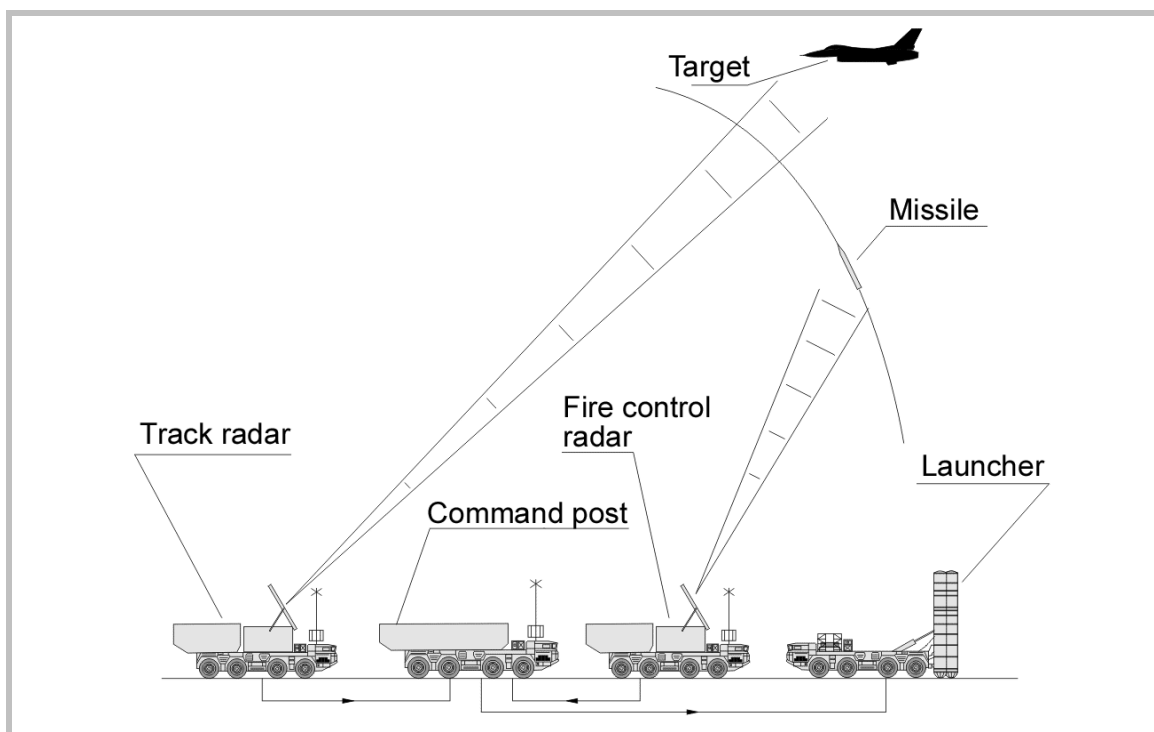 Target
Missile
Fire control
radar
Track radar
Launcher
Command post